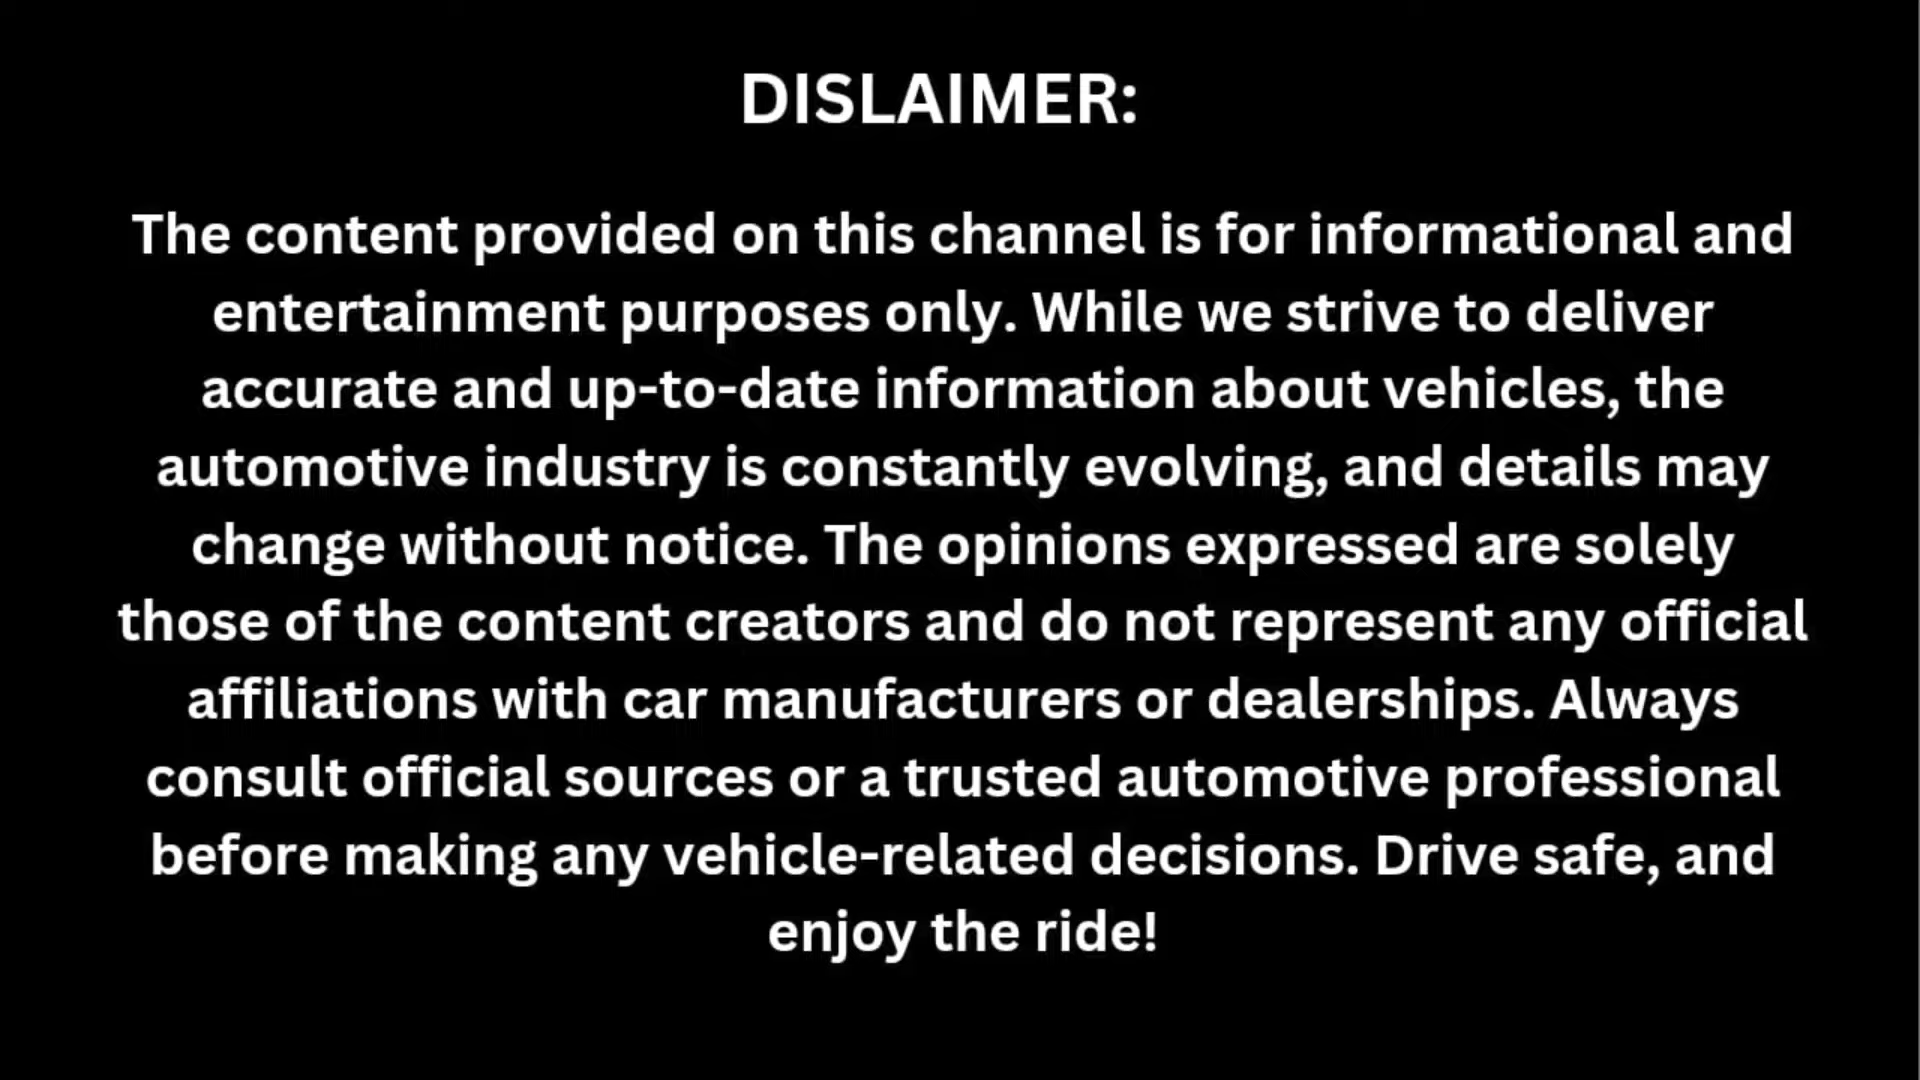 DISLAIMER:
The content provided on this channel is for informational and
entertainment purposes only. While we strive to deliver
accurate and up-to-date information about vehicles, the
automotive industry is constantly evolving, and details may
change without notice. The opinions expressed are solely
those of the content creators and do not represent any official
affiliations with car manufacturers or dealerships. Always
consult official sources or a trusted automotive professional
before making any vehicle-related decisions. Drive safe, and
enjoy the ride!